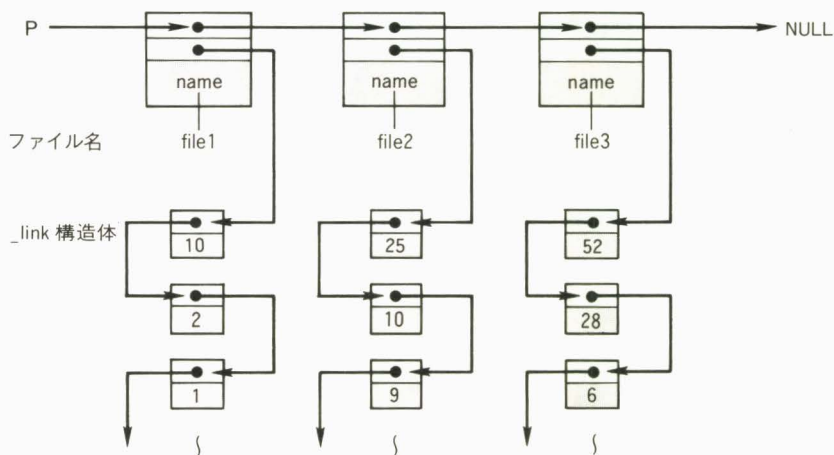 P NULL
name name name
ファイル名 file1 file2 file3
_link 構造体
10 25 52
2 10 28
1 9 6
~ ~ ~